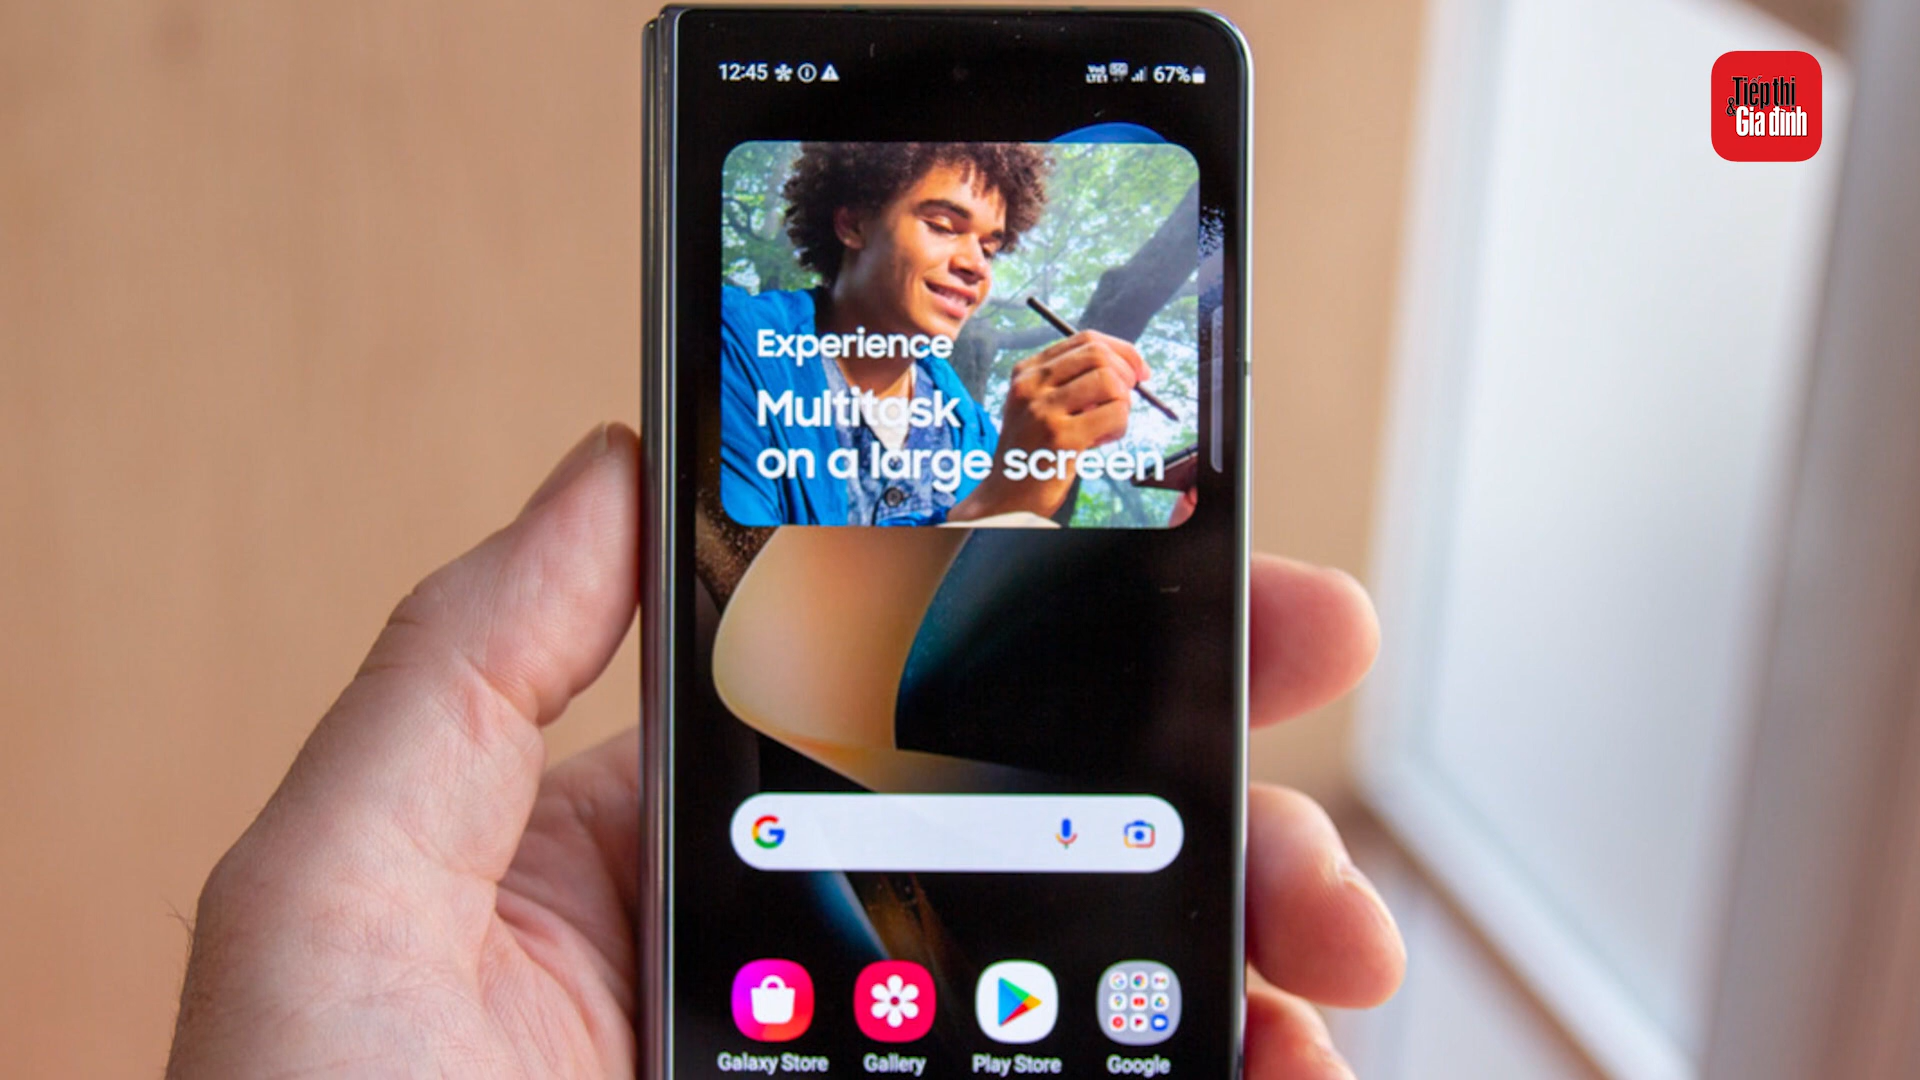 12:45
67%
Tiếp thị
& Gia đình
Experience
Multitask
on a large screen
Galaxy Store
Gallery
Play Store
Google